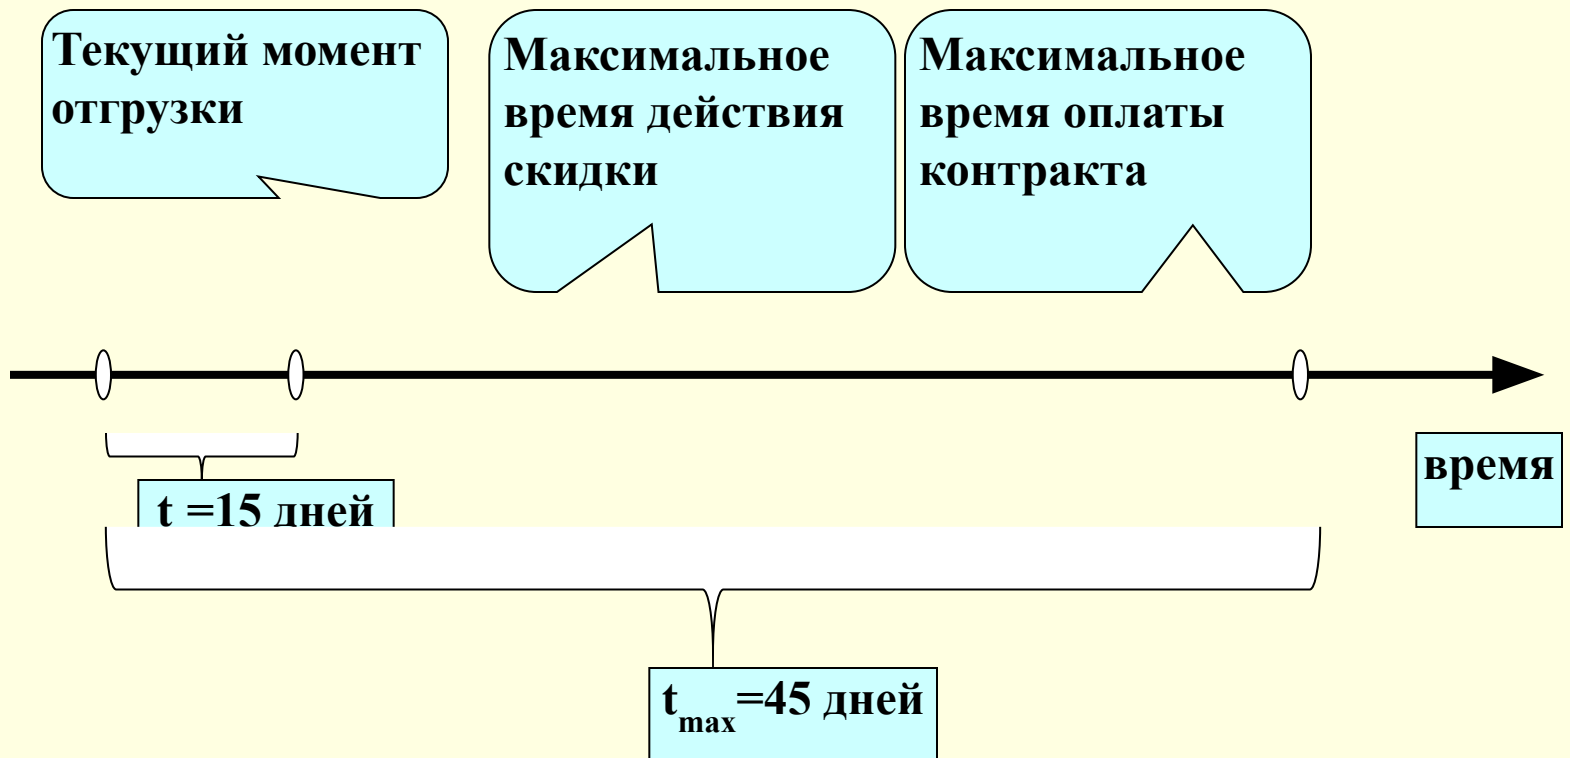 Текущий момент
отгрузки
Максимальное
время действия
скидки
Максимальное
время оплаты
контракта
время
t =15 дней
tmax=45 дней